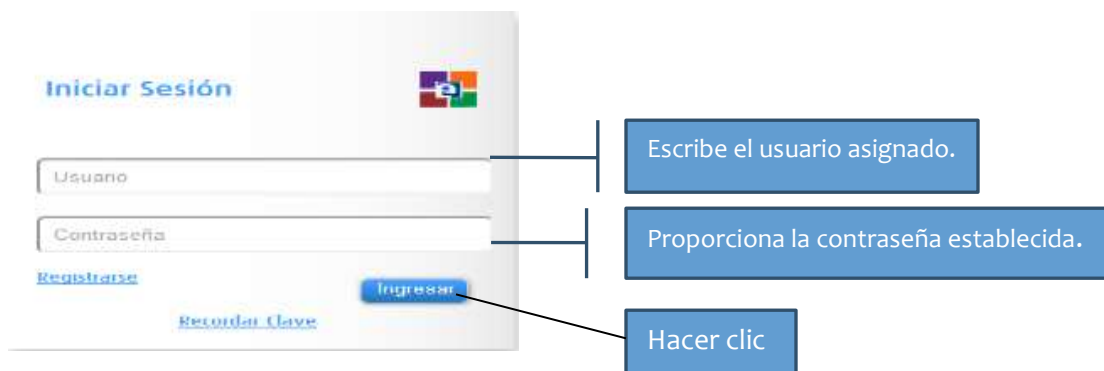 Iniciar Sesión
Escribe el usuario asignado.
Usuario
Proporciona la contraseña establecida.
Contraseña
Registrarse
Ingresar
Recordar Clave
Hacer clic